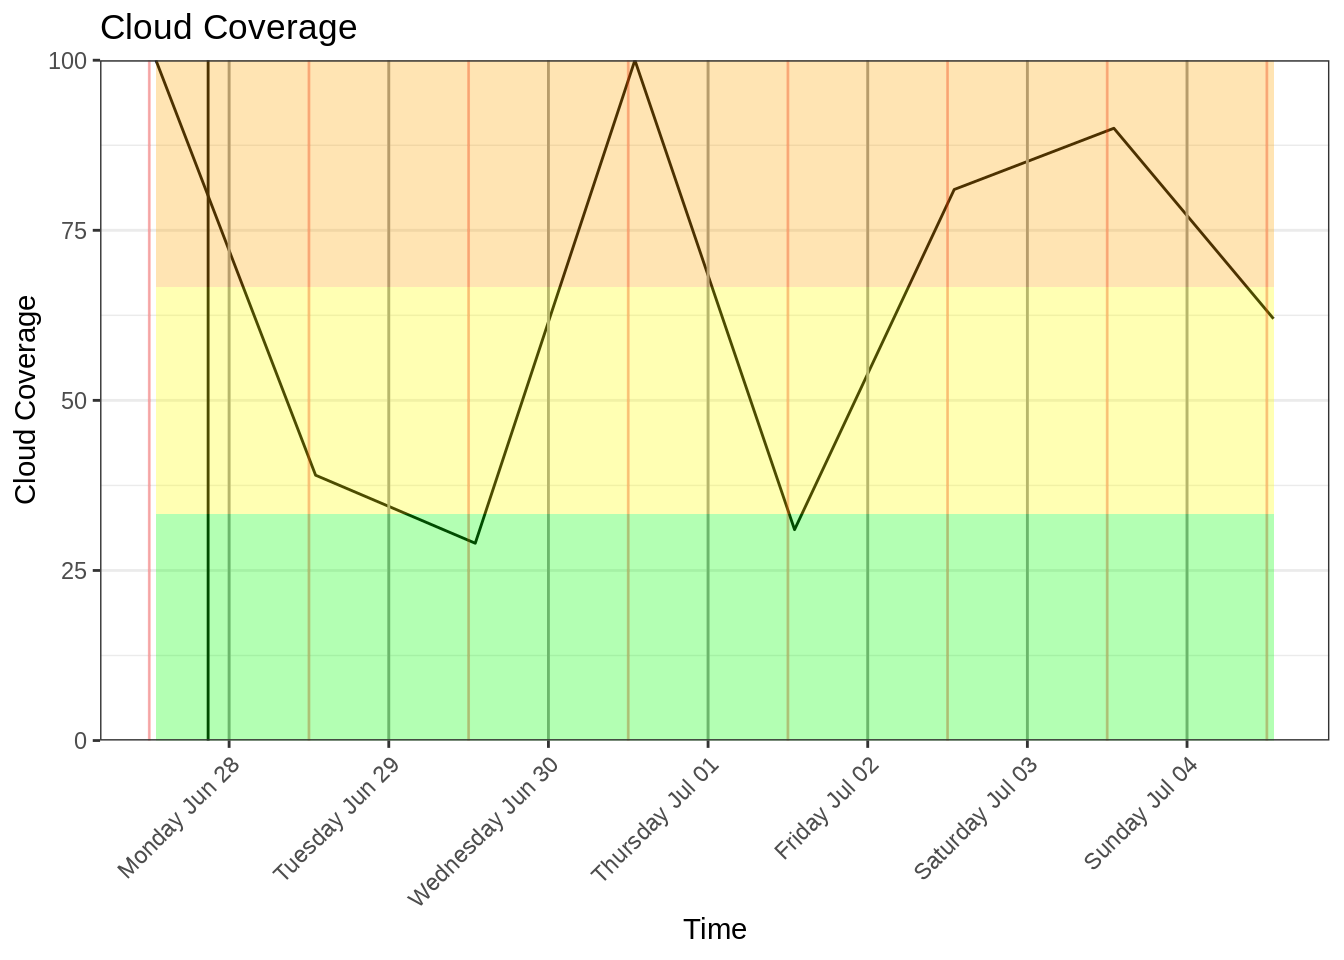 Cloud Coverage
100
75
50
25
0
Cloud Coverage
Monday Jun 28
Tuesday Jun 29
Wednesday Jun 30
Thursday Jul 01
Friday Jul 02
Saturday Jul 03
Sunday Jul 04
Time